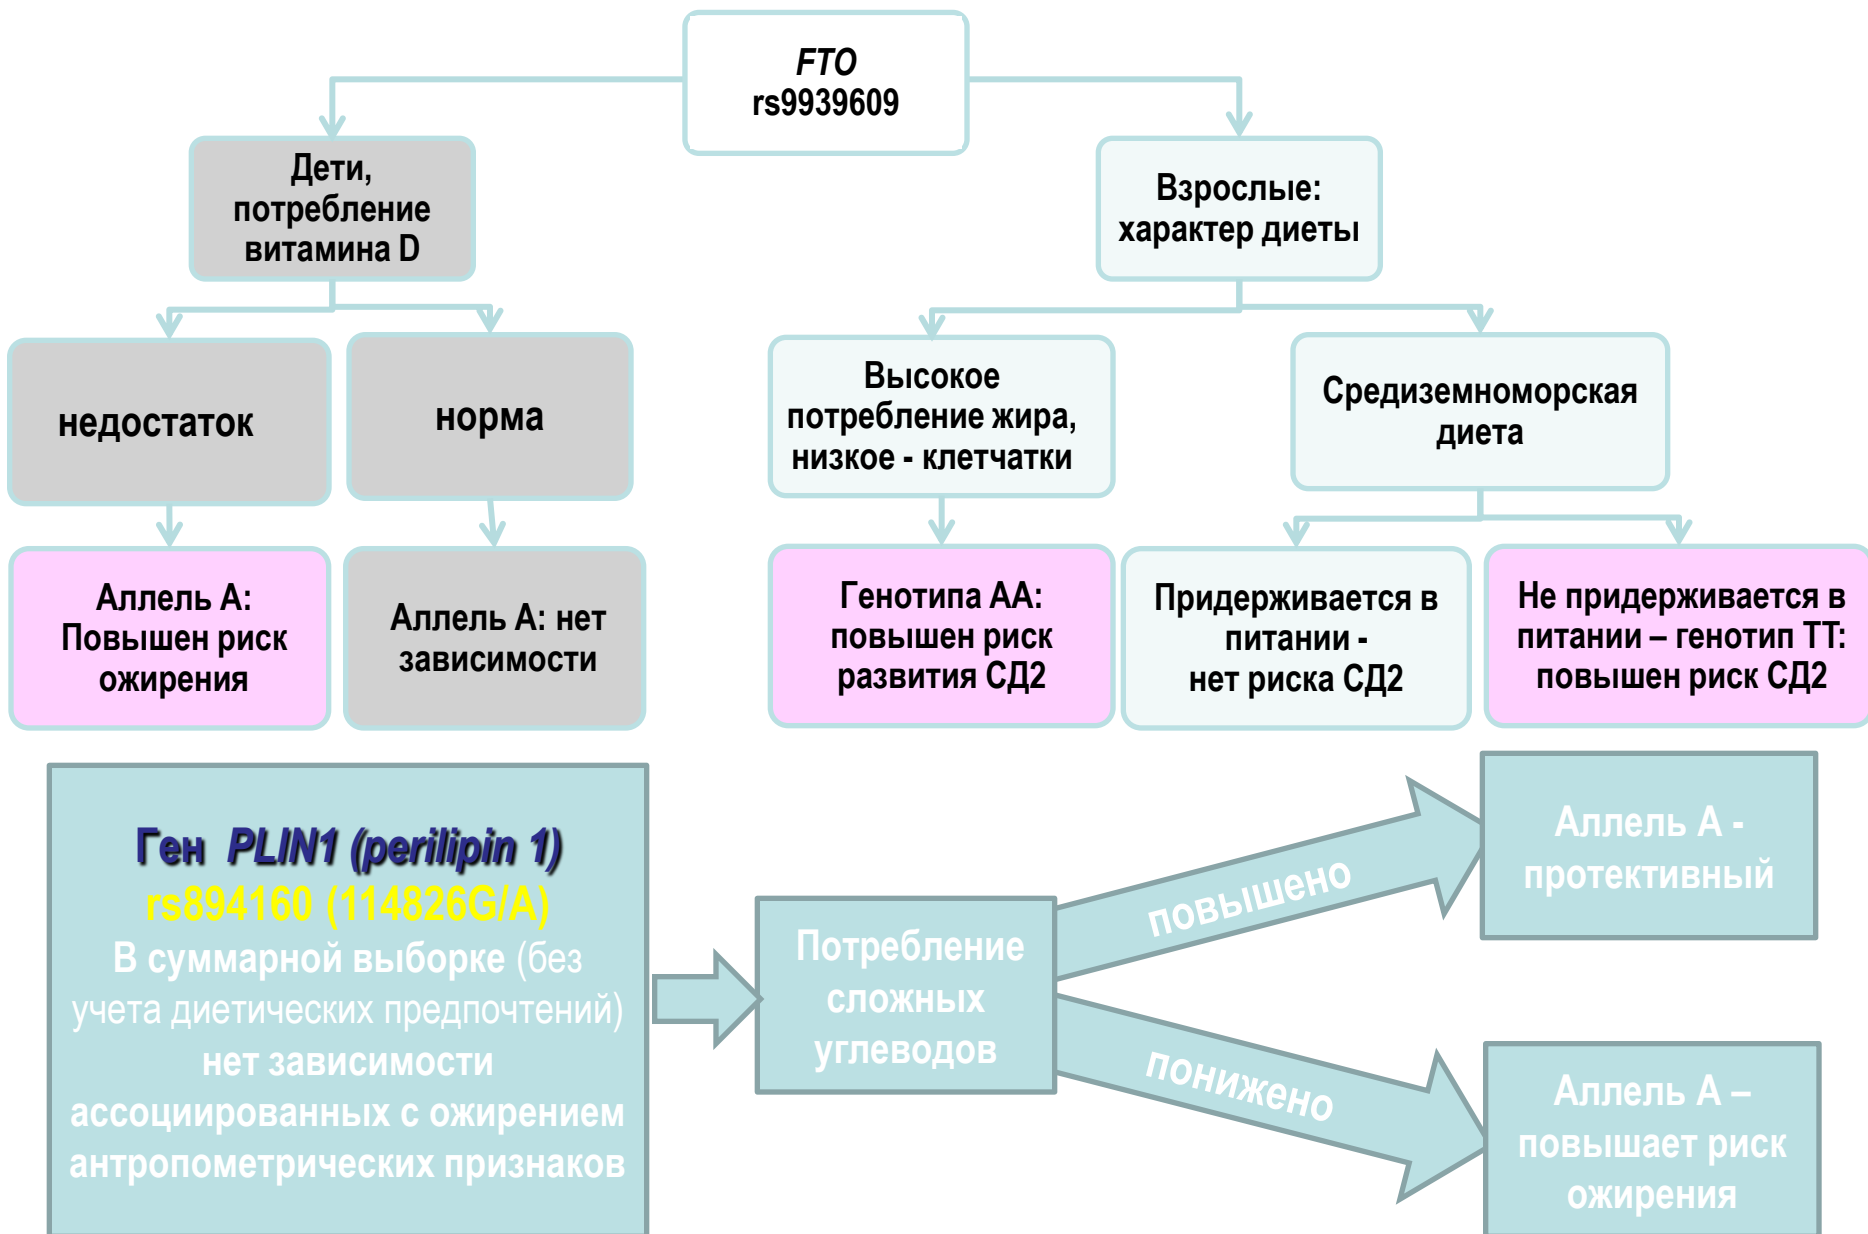 FTO
rs9939609
Дети,
потребление
витамина D
Взрослые:
характер диеты
недостаток
норма
Высокое
потребление жира,
низкое - клетчатки
Средиземноморская
диета
Аллель А:
Повышен риск
ожирения
Аллель А: нет
зависимости
Генотипа АА:
повышен риск
развития СД2
Придерживается в
питании -
нет риска СД2
Не придерживается в
питании – генотип ТТ:
повышен риск СД2
Ген PLIN1 (perilipin 1)
rs894160 (114826G/A)
В суммарной выборке (без
учета диетических предпочтений)
нет зависимости
ассоциированных с ожирением
антропометрических признаков
Потребление
сложных
углеводов
повышено
понижено
Аллель А -
протективный
Аллель А –
повышает риск
ожирения